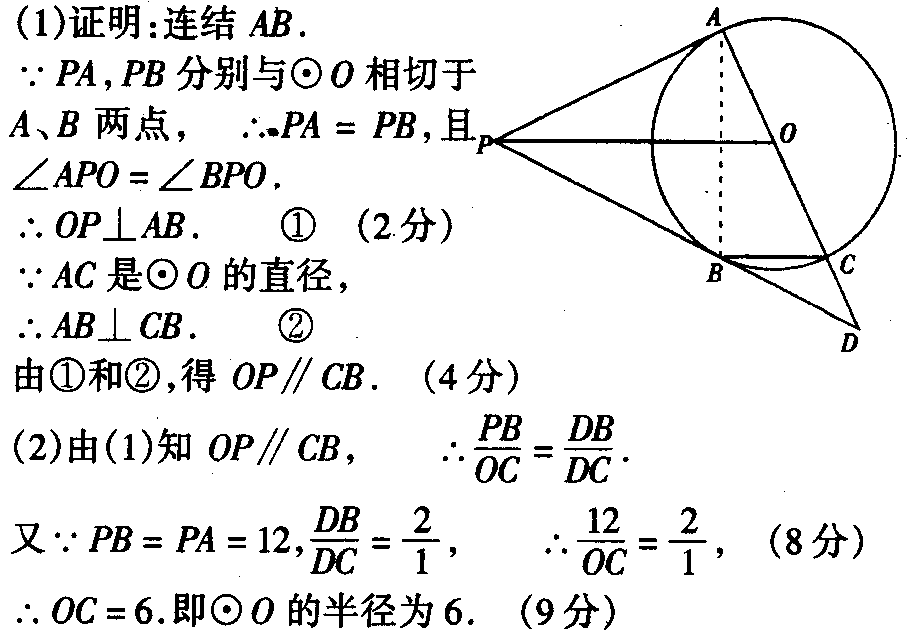 (1)证明:连结 AB.
∵ PA,PB 分别与⊙O 相切于
A、B 两点, ∴PA = PB,且
∠APO = ∠BPO.
∴ OP⊥AB. ① (2分)
∵ AC 是⊙O 的直径,
∴ AB⊥CB. ②
由①和②,得 OP∥CB. (4分)
(2)由(1)知 OP∥CB, ∴ PB/OC = DB/DC.
又∵ PB = PA = 12, DB/DC = 2/1, ∴ 12/OC = 2/1, (8分)
∴ OC = 6.即⊙O 的半径为 6. (9分)
A
P
O
B
C
D